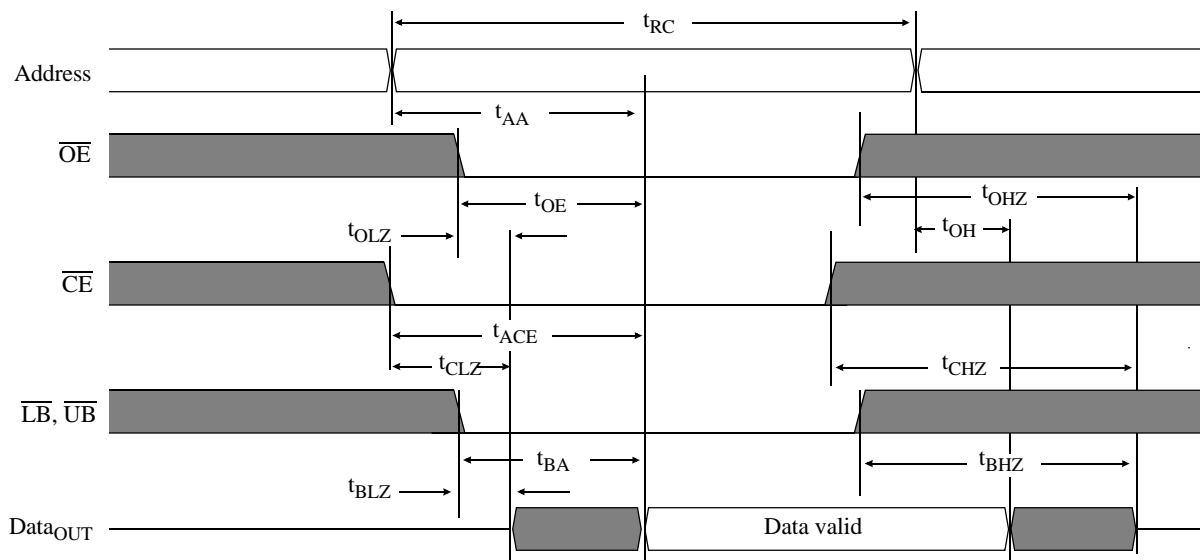 tRC
Address
tAA
OE
tOE
tOHZ
tOLZ
tOH
CE
tACE
tCLZ
tCHZ
LB, UB
tBA
tBHZ
tBLZ
DataOUT
Data valid